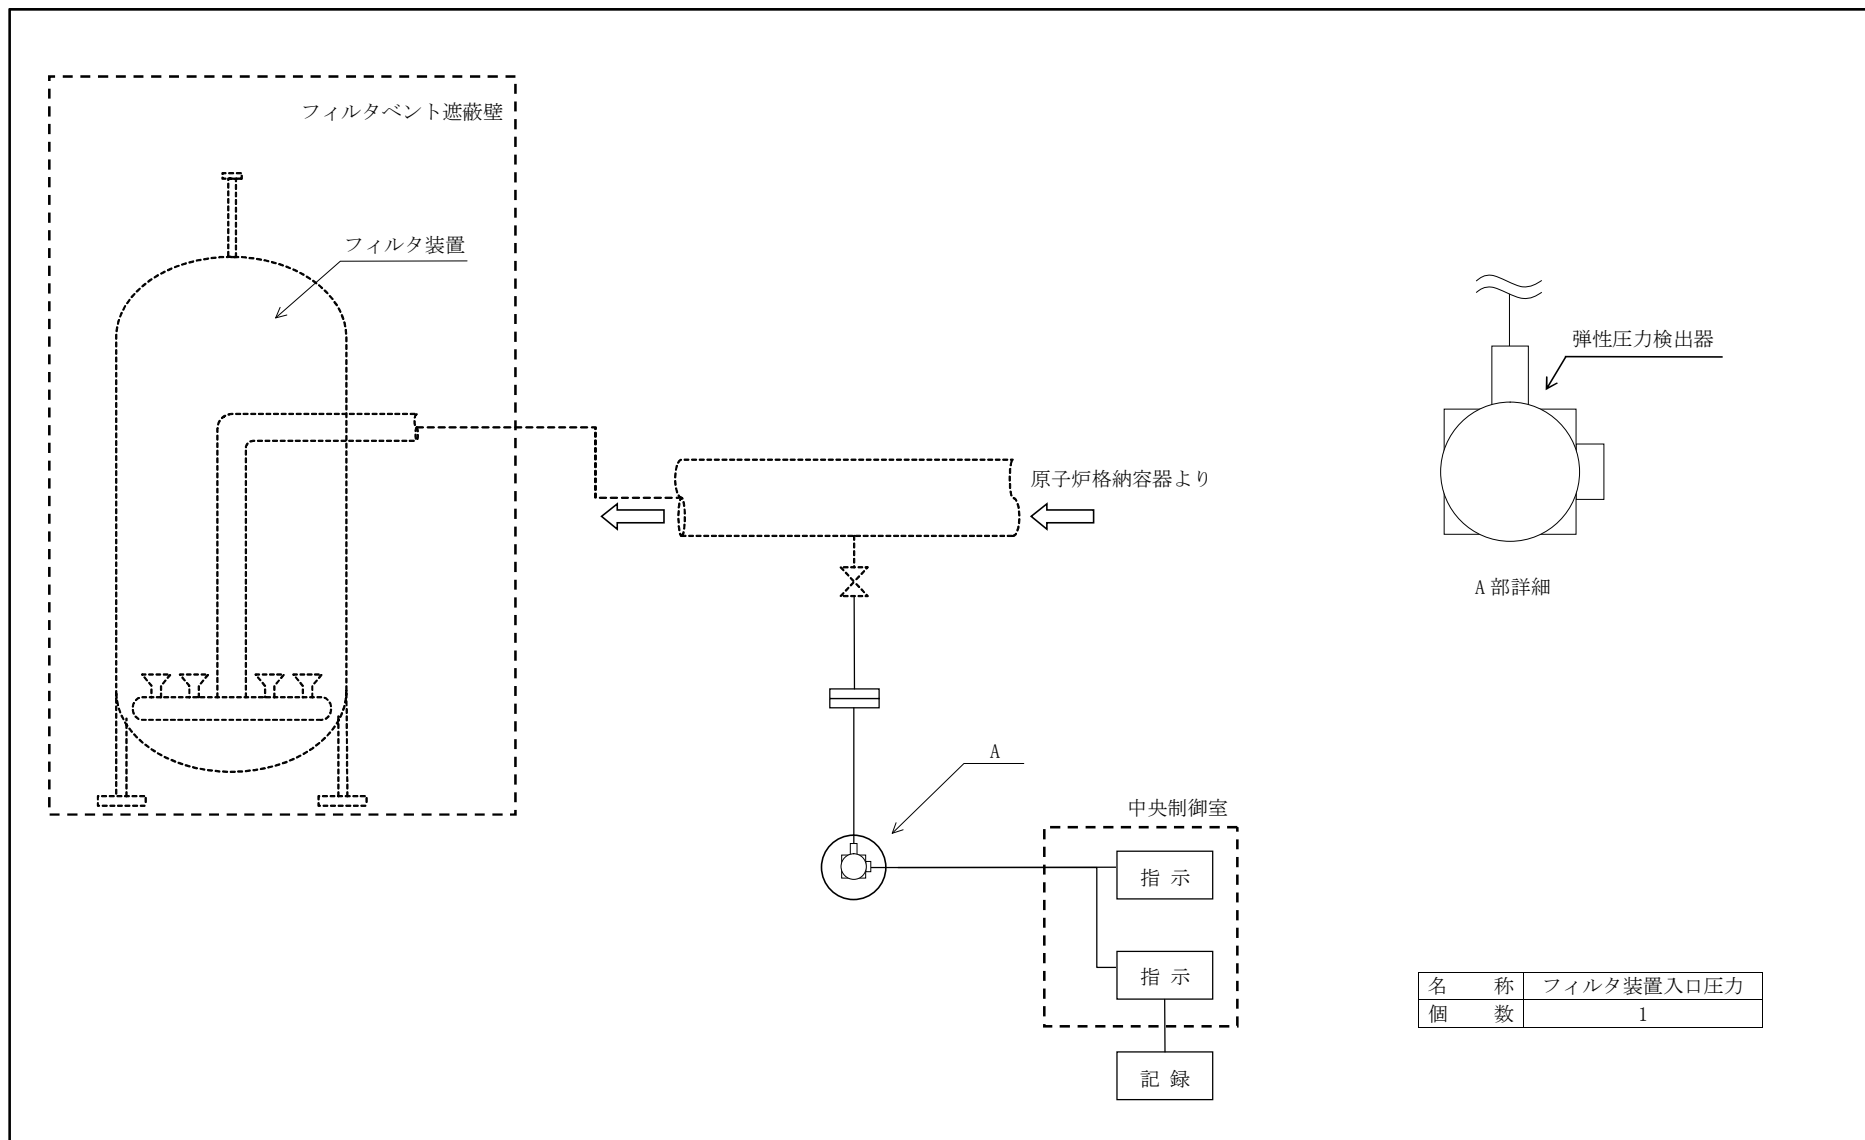 フィルタベント遮蔽壁
フィルタ装置
弾性圧力検出器
原子炉格納容器より
A 部詳細
A
中央制御室
指 示
指 示
名 称 フィルタ装置入口圧力
個 数 1
記 録